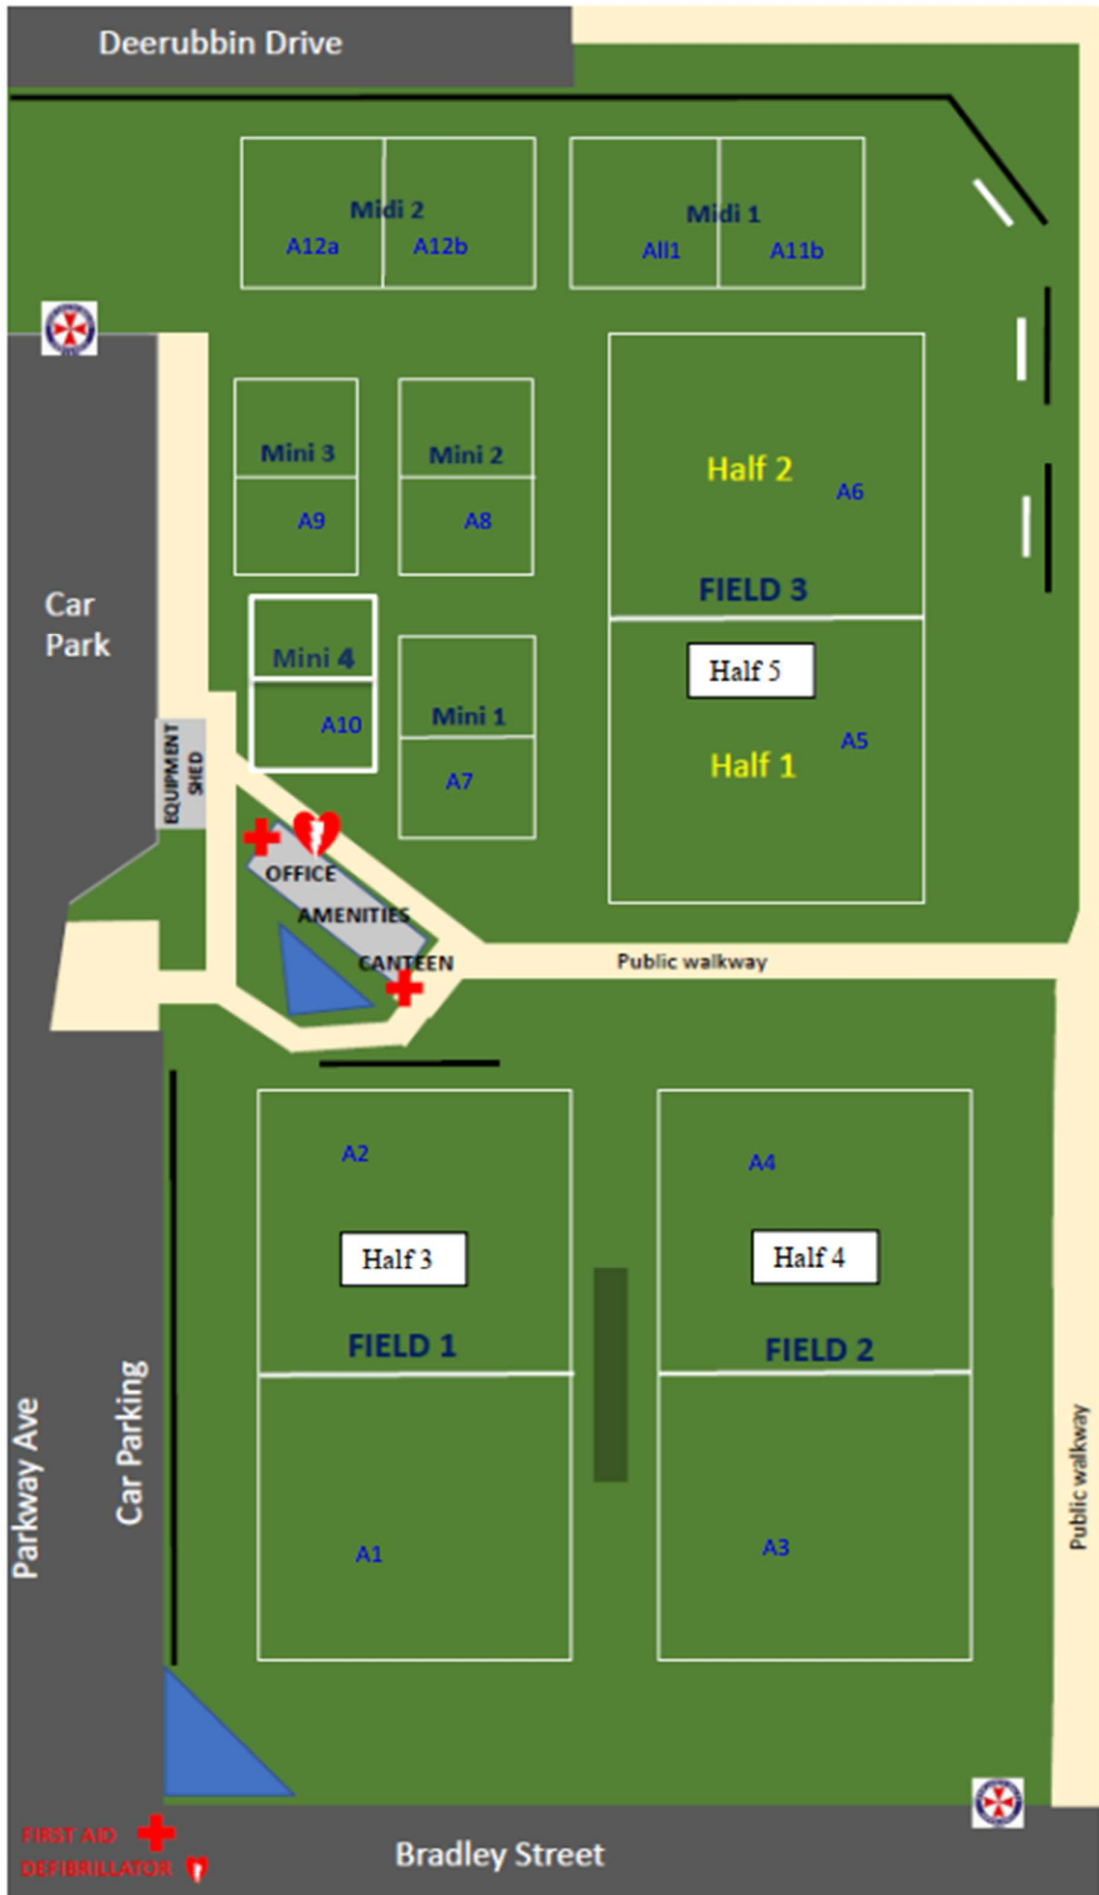 Deerubbin Drive
Midi 2
Midi 1
A12a
A12b
All1
A11b
Mini 3
Mini 2
Half 2
A6
A9
A8
FIELD 3
Car
Park
Mini 4
Half 5
A10
Mini 1
A5
Half 1
A7
EQUIPMENT
SHED
OFFICE
AMENITIES
CANTEEN
Public walkway
A2
A4
Half 3
Half 4
FIELD 1
FIELD 2
Parkway Ave
Car Parking
Public walkway
A1
A3
FIRST AID
DEFIBRILLATOR
Bradley Street